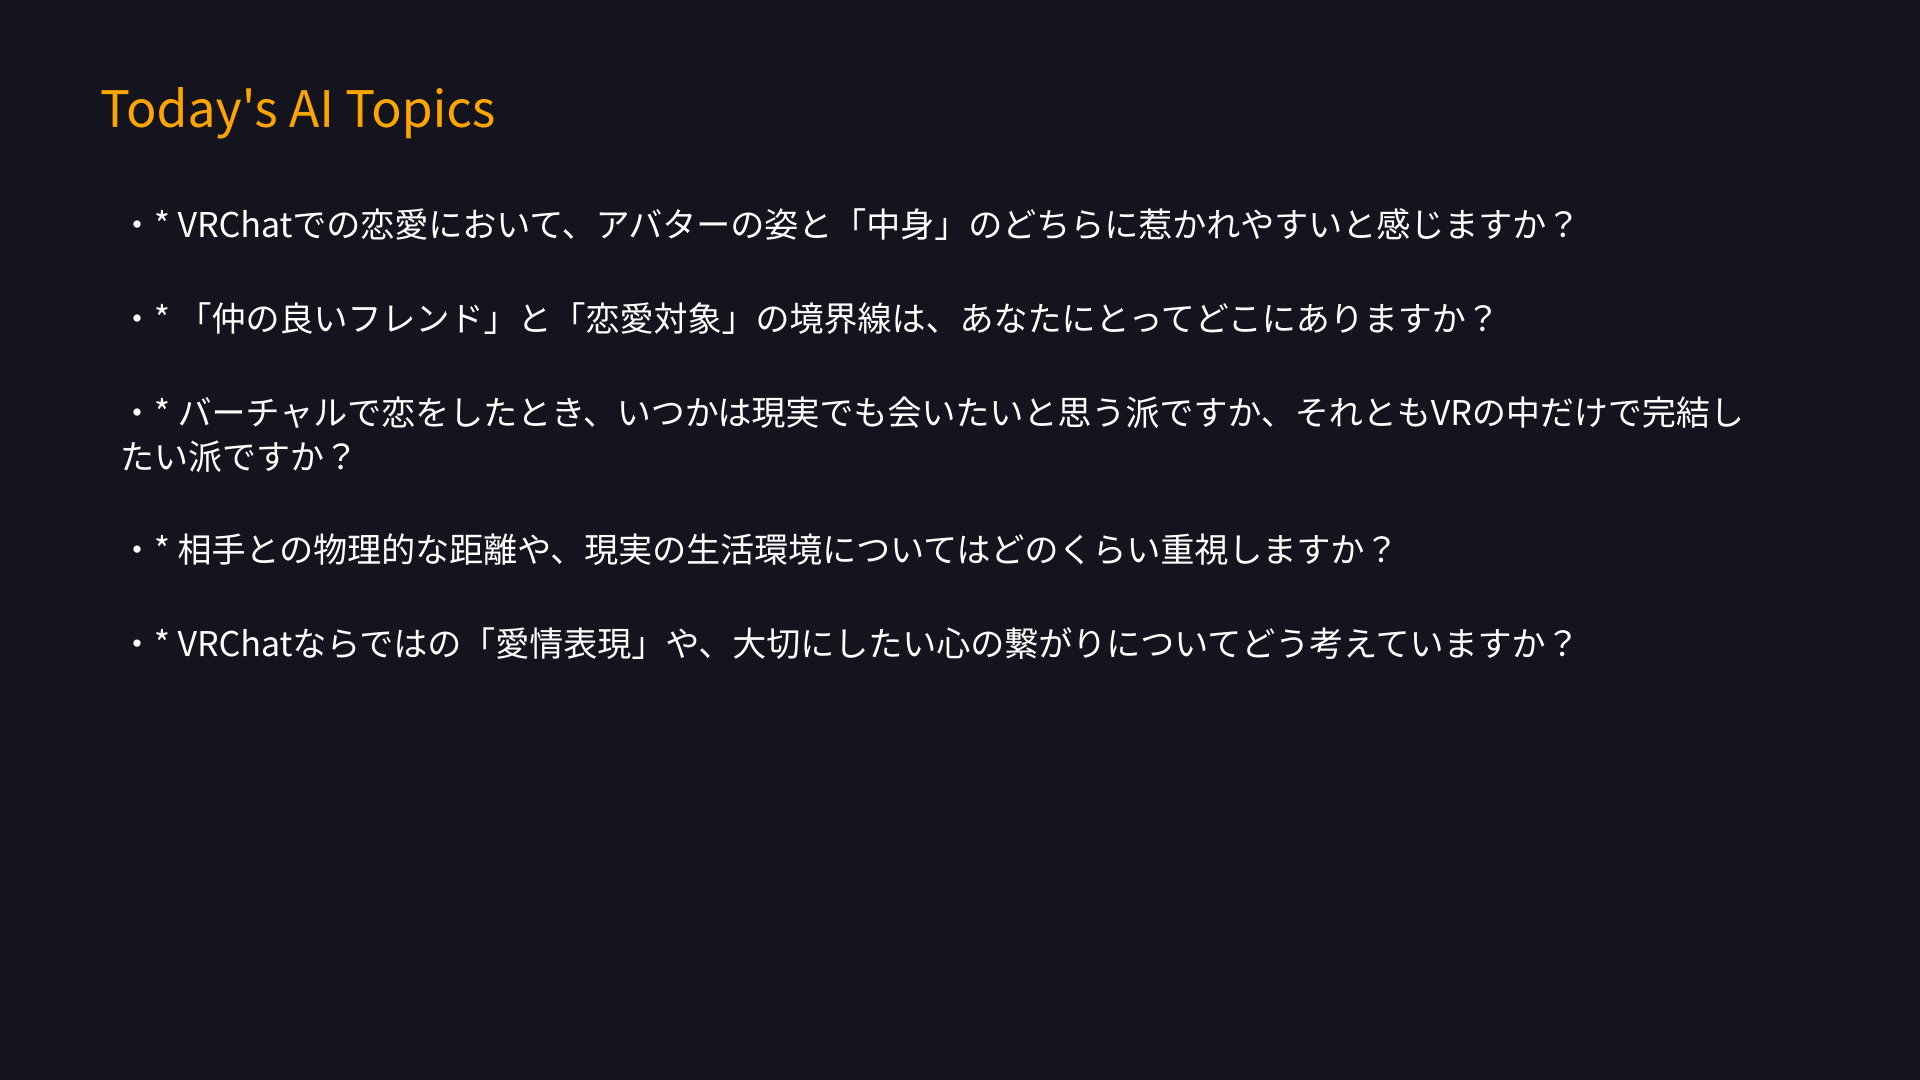 Today's AI Topics
・* VRChatでの恋愛において、アバターの姿と「中身」のどちらに惹かれやすいと感じますか？
・* 「仲の良いフレンド」と「恋愛対象」の境界線は、あなたにとってどこにありますか？
・* バーチャルで恋をしたとき、いつかは現実でも会いたいと思う派ですか、それともVRの中だけで完結し
たい派ですか？
・* 相手との物理的な距離や、現実の生活環境についてはどのくらい重視しますか？
・* VRChatならではの「愛情表現」や、大切にしたい心の繋がりについてどう考えていますか？